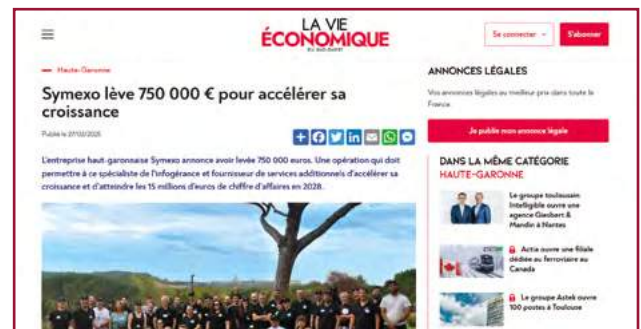 LA VIE
ÉCONOMIQUE
DU SUD-OUEST
Se connecter
S'abonner
Haute-Garonne
Symexo lève 750 000 € pour accélérer sa
croissance
Publié le 27/02/2025
L'entreprise haut-garonnaise Symexo annonce avoir levée 750 000 euros. Une opération qui doit
permettre à ce spécialiste de l'infogérance et fournisseur de services additionnels d'accélérer sa
croissance et d'atteindre les 15 millions d'euros de chiffre d'affaires en 2028.
ANNONCES LÉGALES
Vos annonces légales au meilleur prix dans toute la
France.
Je publie mon annonce légale
DANS LA MÊME CATÉGORIE
HAUTE-GARONNE
Le groupe toulousain
Intelligible ouvre une
agence Giesbert &
Mandin à Nantes
Actia ouvre une filiale
dédiée au ferroviaire au
Canada
Le groupe Astek ouvre
100 postes à Toulouse